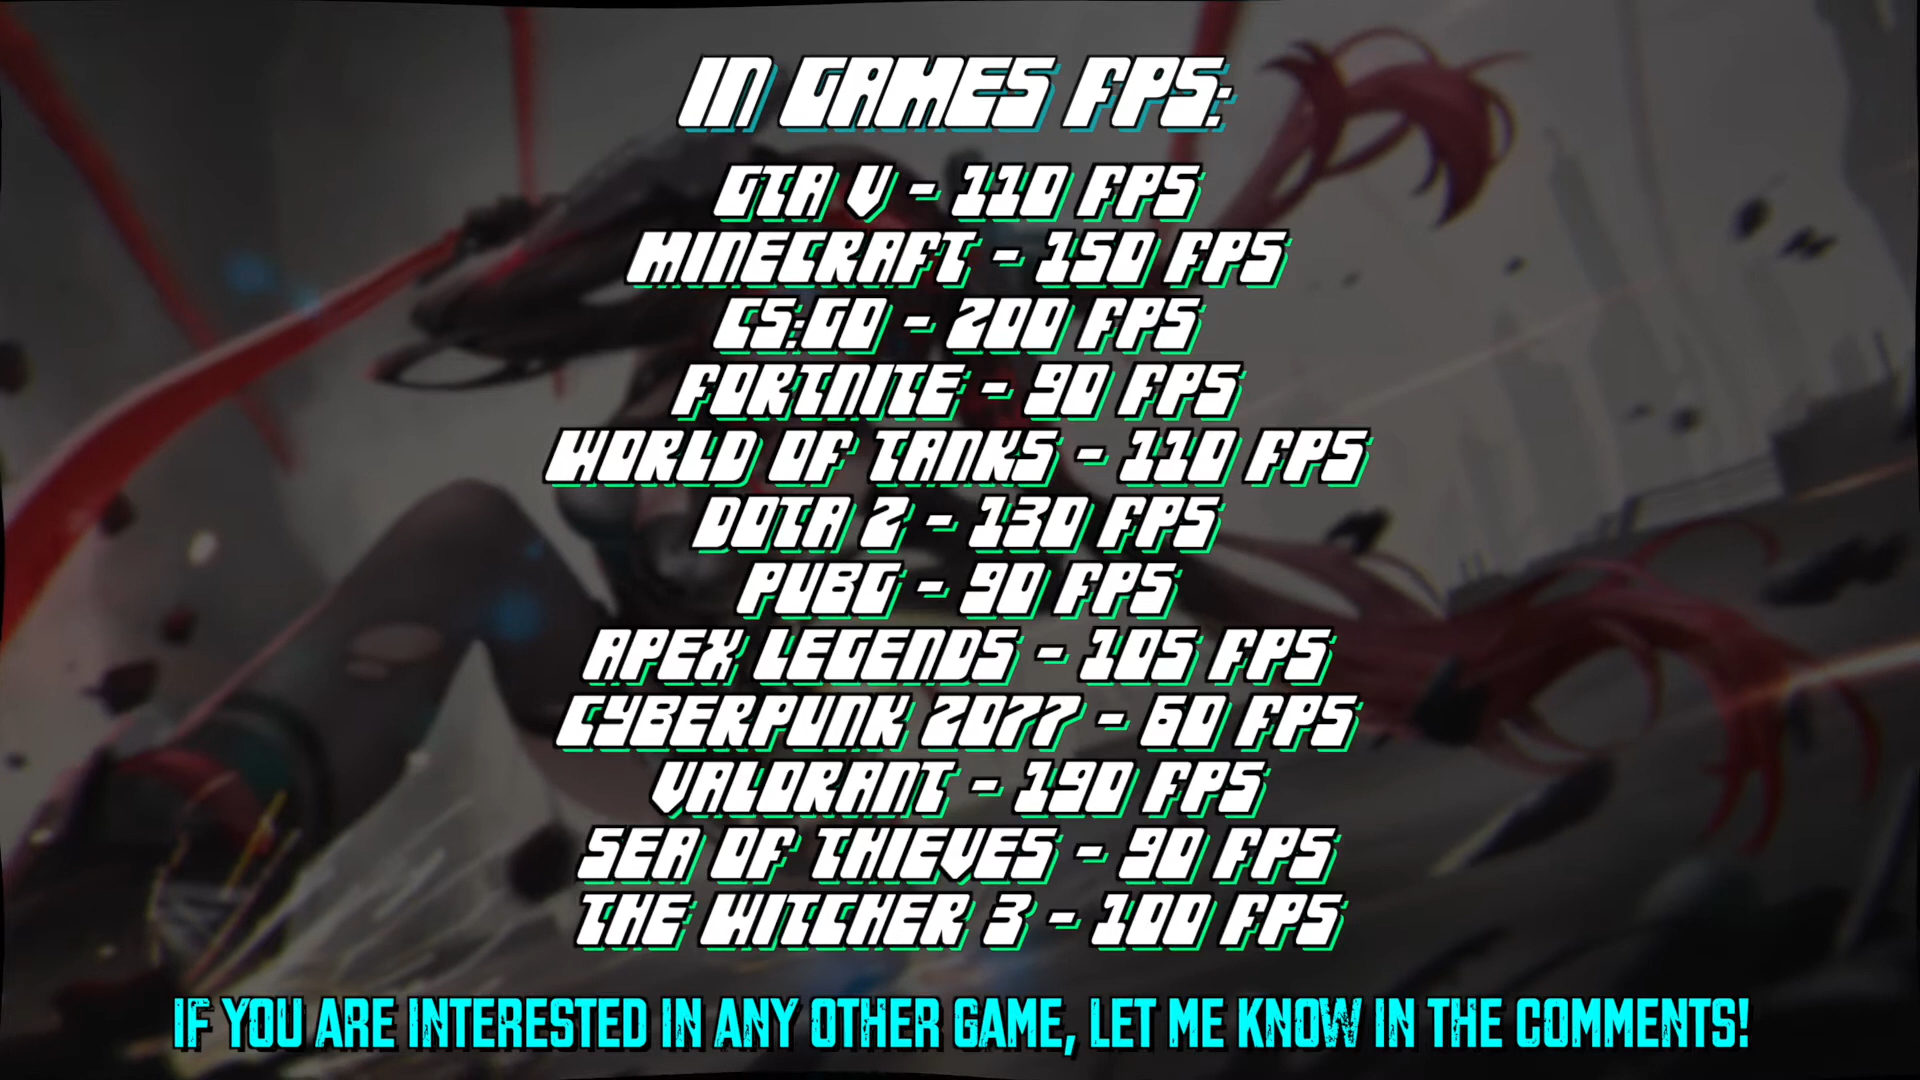 IN GAMES FPS:
GTA V - 110 FPS
MINECRAFT - 150 FPS
CS:GO - 200 FPS
FORTNITE - 90 FPS
WORLD OF TANKS - 110 FPS
DOTA 2 - 130 FPS
PUBG - 90 FPS
APEX LEGENDS - 105 FPS
CYBERPUNK 2077 - 60 FPS
VALORANT - 190 FPS
SEA OF THIEVES - 90 FPS
THE WITCHER 3 - 100 FPS
IF YOU ARE INTERESTED IN ANY OTHER GAME, LET ME KNOW IN THE COMMENTS!